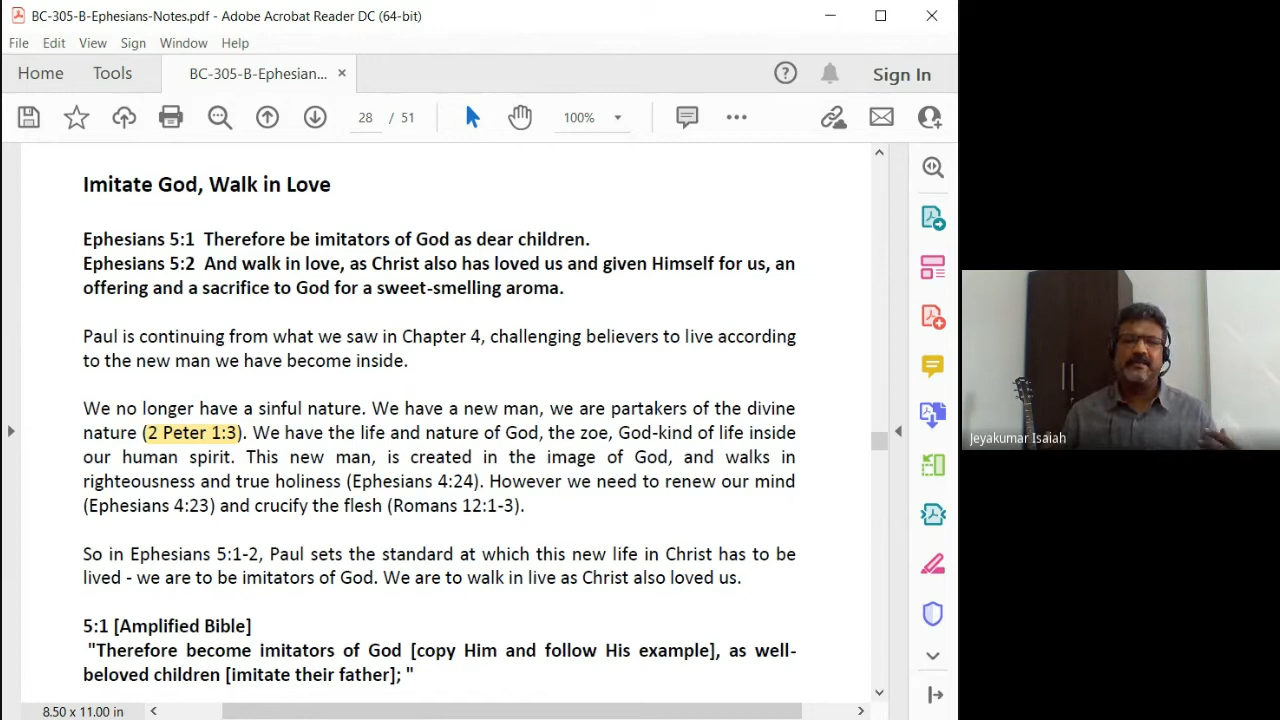 BC-305-B-Ephesians-Notes.pdf - Adobe Acrobat Reader DC (64-bit)
File Edit View Sign Window Help
Home Tools BC-305-B-Ephesian... × Sign In
28 / 51 100%
Imitate God, Walk in Love
Ephesians 5:1 Therefore be imitators of God as dear children.
Ephesians 5:2 And walk in love, as Christ also has loved us and given Himself for us, an
offering and a sacrifice to God for a sweet-smelling aroma.
Paul is continuing from what we saw in Chapter 4, challenging believers to live according
to the new man we have become inside.
We no longer have a sinful nature. We have a new man, we are partakers of the divine
nature (2 Peter 1:3). We have the life and nature of God, the zoe, God-kind of life inside
our human spirit. This new man, is created in the image of God, and walks in
righteousness and true holiness (Ephesians 4:24). However we need to renew our mind
(Ephesians 4:23) and crucify the flesh (Romans 12:1-3).
So in Ephesians 5:1-2, Paul sets the standard at which this new life in Christ has to be
lived - we are to be imitators of God. We are to walk in live as Christ also loved us.
5:1 [Amplified Bible]
"Therefore become imitators of God [copy Him and follow His example], as well-
beloved children [imitate their father]; "
8.50 x 11.00 in
Jeyakumar Isaiah